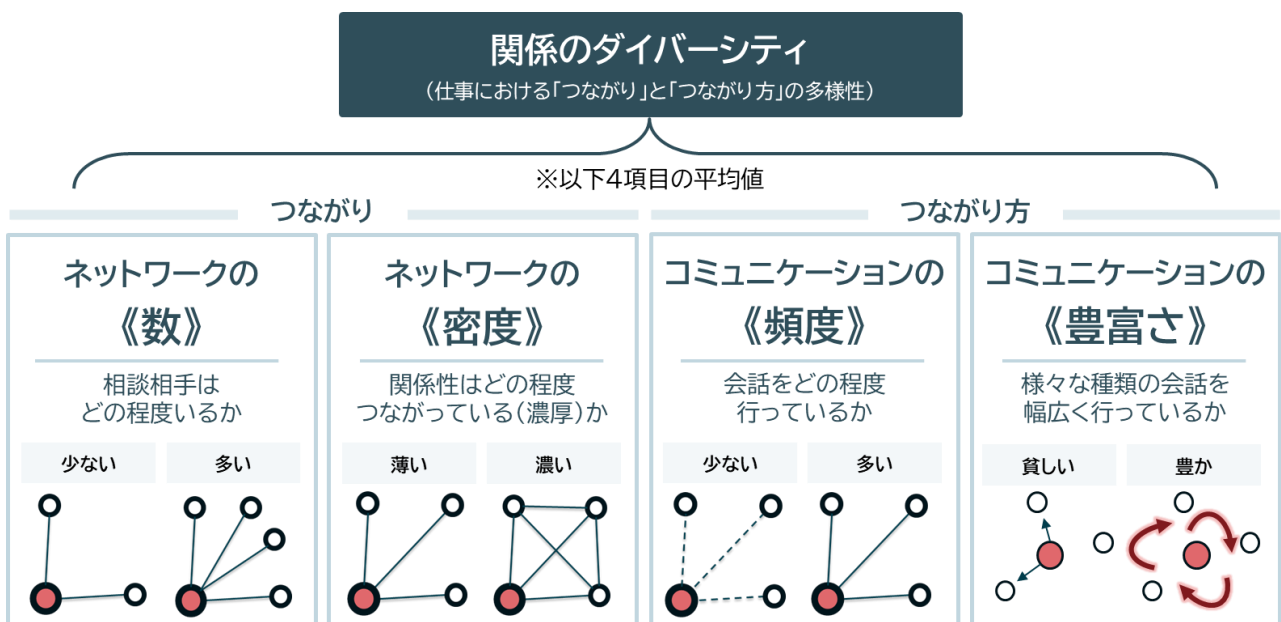 関係のダイバーシティ
(仕事における「つながり」と「つながり方」の多様性)
※以下4項目の平均値
つながり
つながり方
ネットワークの
《数》
相談相手は
どの程度いるか
少ない
多い
ネットワークの
《密度》
関係性はどの程度
つながっている(濃厚)か
薄い
濃い
コミュニケーションの
《頻度》
会話をどの程度
行っているか
少ない
多い
コミュニケーションの
《豊富さ》
様々な種類の会話を
幅広く行っているか
貧しい
豊か